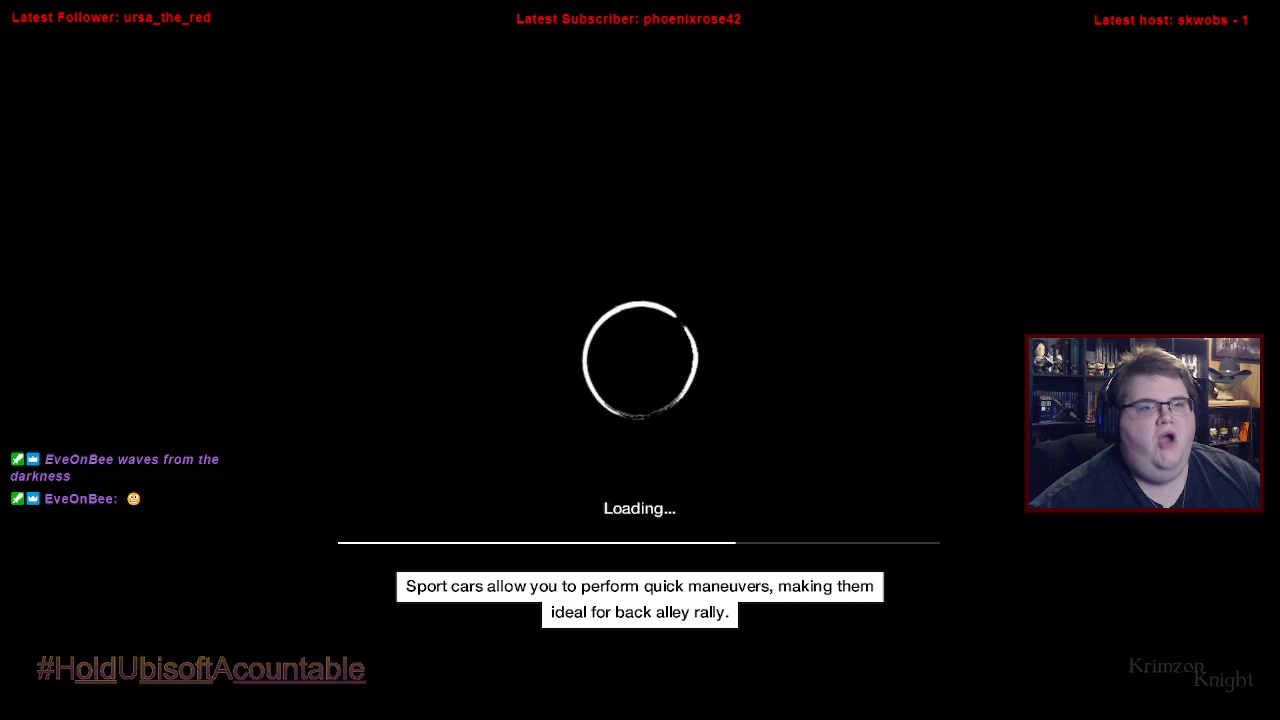 Latest Follower: ursa_the_red
Latest Subscriber: phoenixrose42
Latest host: skwobs - 1
EveOnBee waves from the
darkness
EveOnBee:
Loading...
Sport cars allow you to perform quick maneuvers, making them
ideal for back alley rally.
#HoldUbisoftAcountable
Krimzon
Knight